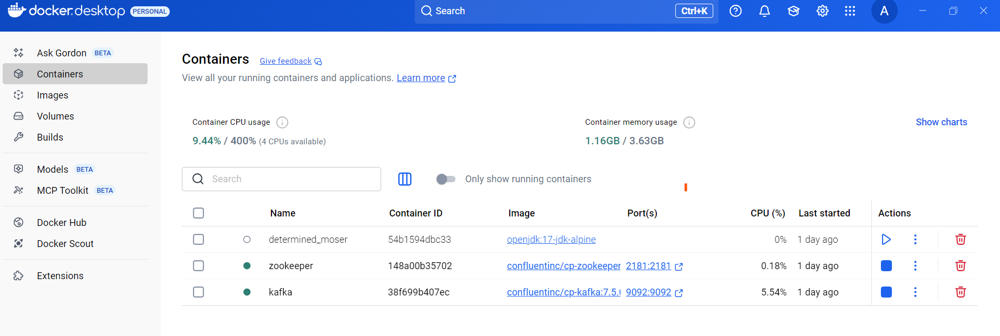 docker.desktop PERSONAL
Search Ctrl+K
A
Ask Gordon BETA
Containers
Images
Volumes
Builds
Models BETA
MCP Toolkit BETA
Docker Hub
Docker Scout
Extensions
Containers Give feedback
View all your running containers and applications. Learn more
Container CPU usage
9.44% / 400% (4 CPUs available)
Container memory usage
1.16GB / 3.63GB
Show charts
Search
Only show running containers
Name Container ID Image Port(s) CPU (%) Last started Actions
determined_moser 54b1594dbc33 openjdk:17-jdk-alpine 0% 1 day ago
zookeeper 148a00b35702 confluentinc/cp-zookeeper 2181:2181 0.18% 1 day ago
kafka 38f699b407ec confluentinc/cp-kafka:7.5.0 9092:9092 5.54% 1 day ago